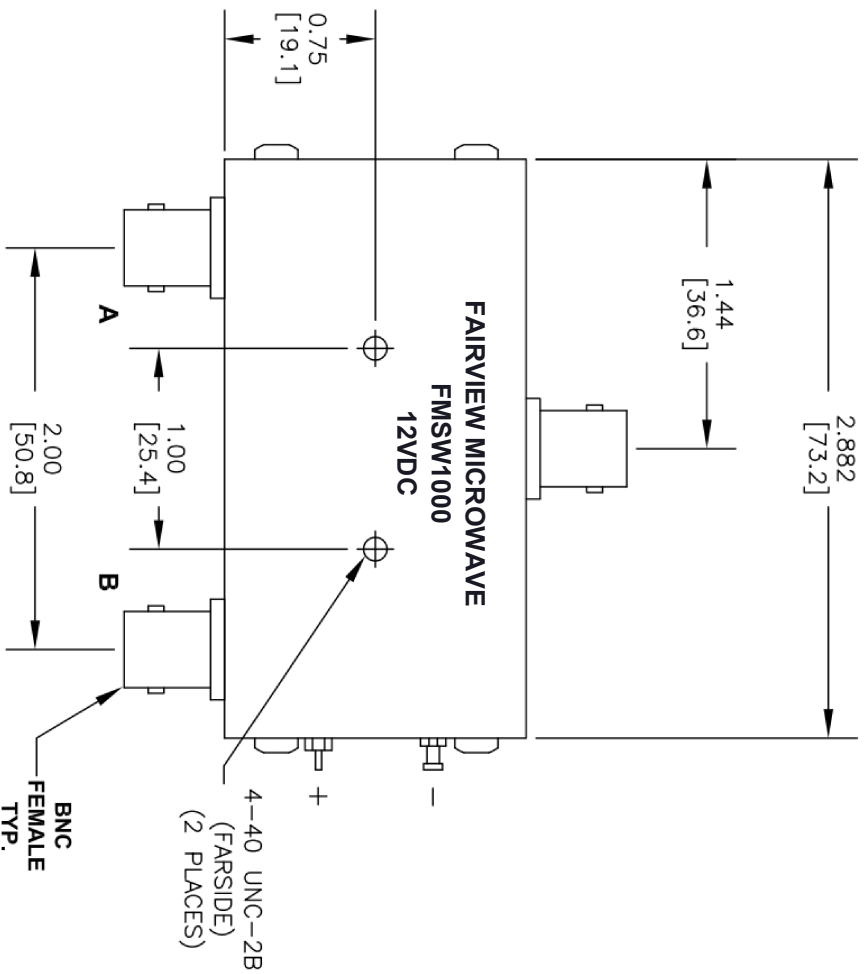 2.882
[73.2]
1.44
[36.6]
0.75
[19.1]
FAIRVIEW MICROWAVE
FMSW1000
12VDC
-
+
A
B
1.00
[25.4]
2.00
[50.8]
4-40 UNC-2B
(FARSIDE)
(2 PLACES)
BNC
FEMALE
TYP.